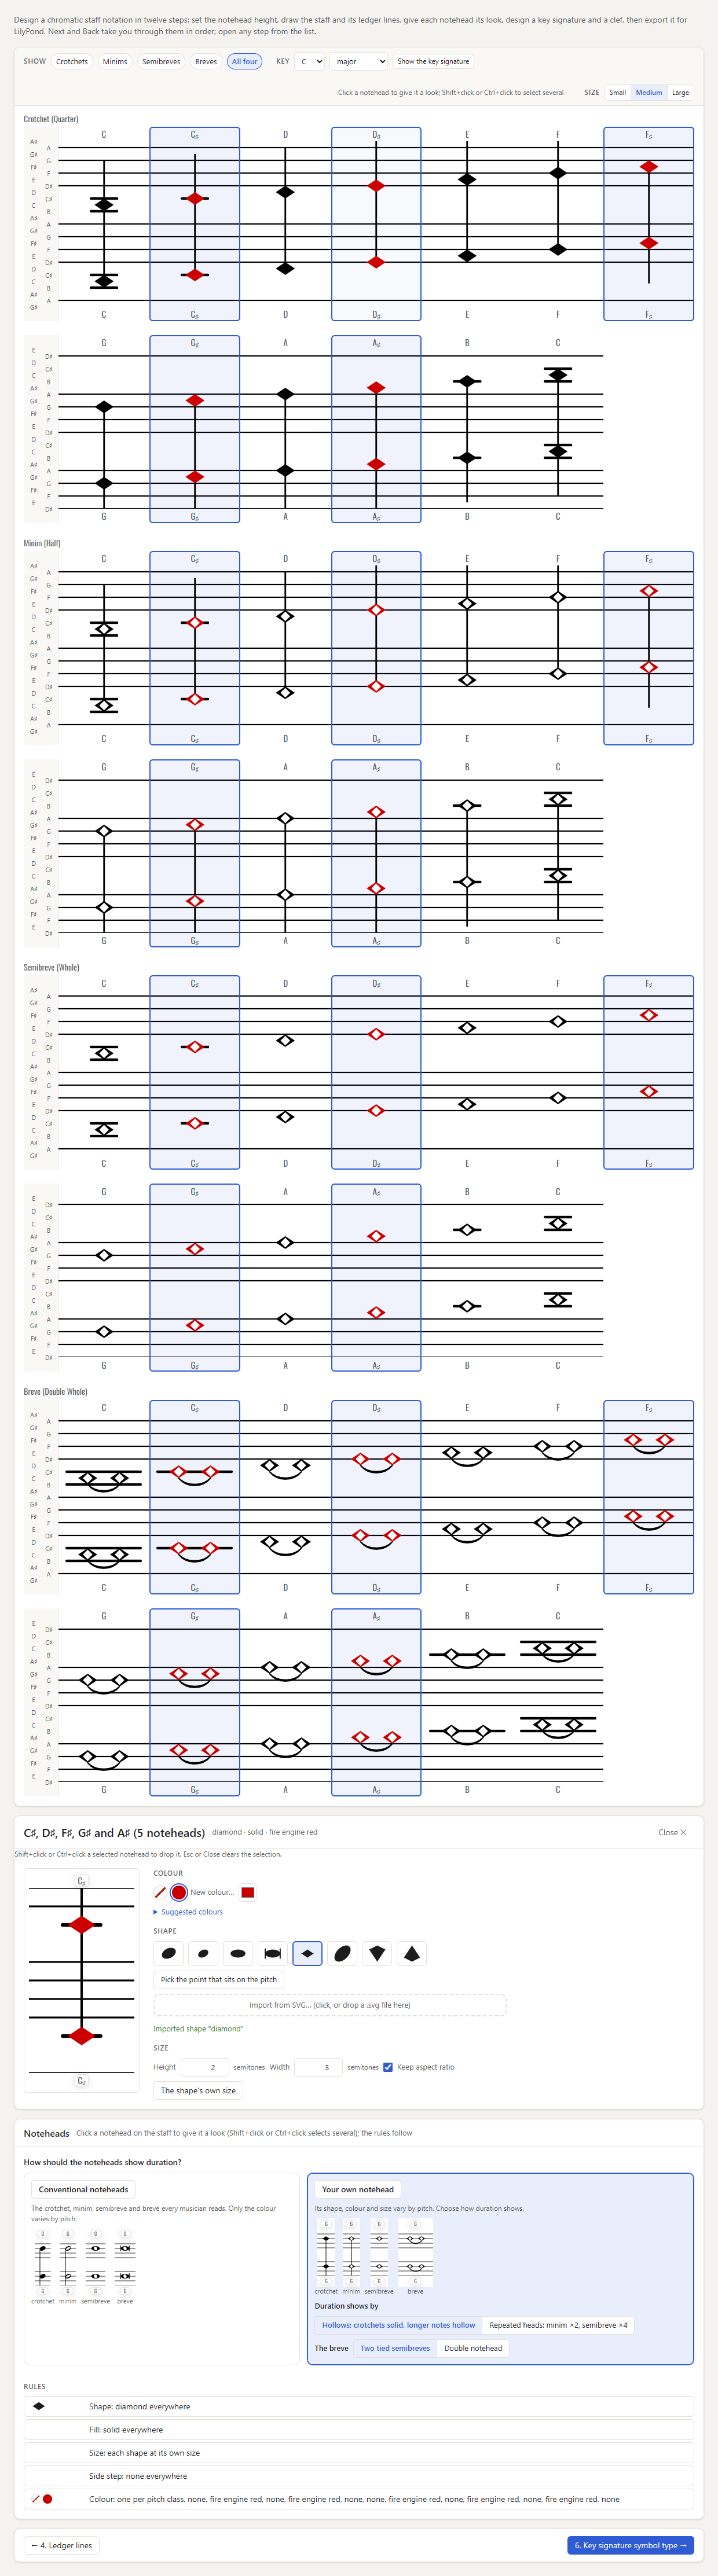 Design a chromatic staff notation in twelve steps: set the notehead height, draw the staff and its ledger lines, give each notehead its look, design a key signature and a clef, then export it for
LilyPond. Next and Back take you through them in order; open any step from the list.
SHOW Crotchets Minims Semibreves Breves All four KEY C major Show the key signature
Click a notehead to give it a look; Shift+click or Ctrl+click to select several SIZE Small Medium Large
Crotchet (Quarter)
C C♯ D D♯ E F F♯
A♯
A
G♯
G
F♯
F
E
D♯
D
C♯
C
B
A♯
A
G♯
G
F♯
F
E
D♯
D
C♯
C
B
A♯
A
G♯
C C♯ D D♯ E F F♯
G G♯ A A♯ B C
E
D♯
D
C♯
C
B
A♯
A
G♯
G
F♯
F
E
D♯
D
C♯
C
B
A♯
A
G♯
G
F♯
F
E
D♯
G G♯ A A♯ B C
Minim (Half)
C C♯ D D♯ E F F♯
A♯
A
G♯
G
F♯
F
E
D♯
D
C♯
C
B
A♯
A
G♯
G
F♯
F
E
D♯
D
C♯
C
B
A♯
A
G♯
C C♯ D D♯ E F F♯
G G♯ A A♯ B C
E
D♯
D
C♯
C
B
A♯
A
G♯
G
F♯
F
E
D♯
D
C♯
C
B
A♯
A
G♯
G
F♯
F
E
D♯
G G♯ A A♯ B C
Semibreve (Whole)
C C♯ D D♯ E F F♯
A♯
A
G♯
G
F♯
F
E
D♯
D
C♯
C
B
A♯
A
G♯
G
F♯
F
E
D♯
D
C♯
C
B
A♯
A
G♯
C C♯ D D♯ E F F♯
G G♯ A A♯ B C
E
D♯
D
C♯
C
B
A♯
A
G♯
G
F♯
F
E
D♯
D
C♯
C
B
A♯
A
G♯
G
F♯
F
E
D♯
G G♯ A A♯ B C
Breve (Double Whole)
C C♯ D D♯ E F F♯
A♯
A
G♯
G
F♯
F
E
D♯
D
C♯
C
B
A♯
A
G♯
G
F♯
F
E
D♯
D
C♯
C
B
A♯
A
G♯
C C♯ D D♯ E F F♯
G G♯ A A♯ B C
E
D♯
D
C♯
C
B
A♯
A
G♯
G
F♯
F
E
D♯
D
C♯
C
B
A♯
A
G♯
G
F♯
F
E
D♯
G G♯ A A♯ B C
C♯, D♯, F♯, G♯ and A♯ (5 noteheads) diamond · solid · fire engine red Close ✕
Shift+click or Ctrl+click a selected notehead to drop it. Esc or Close clears the selection.
C♯
C♯
COLOUR
New colour...
▶ Suggested colours
SHAPE
Pick the point that sits on the pitch
Import from SVG... (click, or drop a .svg file here)
Imported shape "diamond"
SIZE
Height 2 semitones Width 3 semitones Keep aspect ratio
The shape's own size
Noteheads Click a notehead on the staff to give it a look (Shift+click or Ctrl+click selects several); the rules follow
How should the noteheads show duration?
Conventional noteheads
The crotchet, minim, semibreve and breve every musician reads. Only the colour
varies by pitch.
G G G G
G G G G
crotchet minim semibreve breve
Your own notehead
Its shape, colour and size vary by pitch. Choose how duration shows.
G G G G
G G G G
crotchet minim semibreve breve
Duration shows by
Hollows: crotchets solid, longer notes hollow Repeated heads: minim ×2, semibreve ×4
The breve Two tied semibreves Double notehead
RULES
Shape: diamond everywhere
Fill: solid everywhere
Size: each shape at its own size
Side step: none everywhere
Colour: one per pitch class, none, fire engine red, none, fire engine red, none, none, fire engine red, none, fire engine red, none, fire engine red, none
← 4. Ledger lines
6. Key signature symbol type →